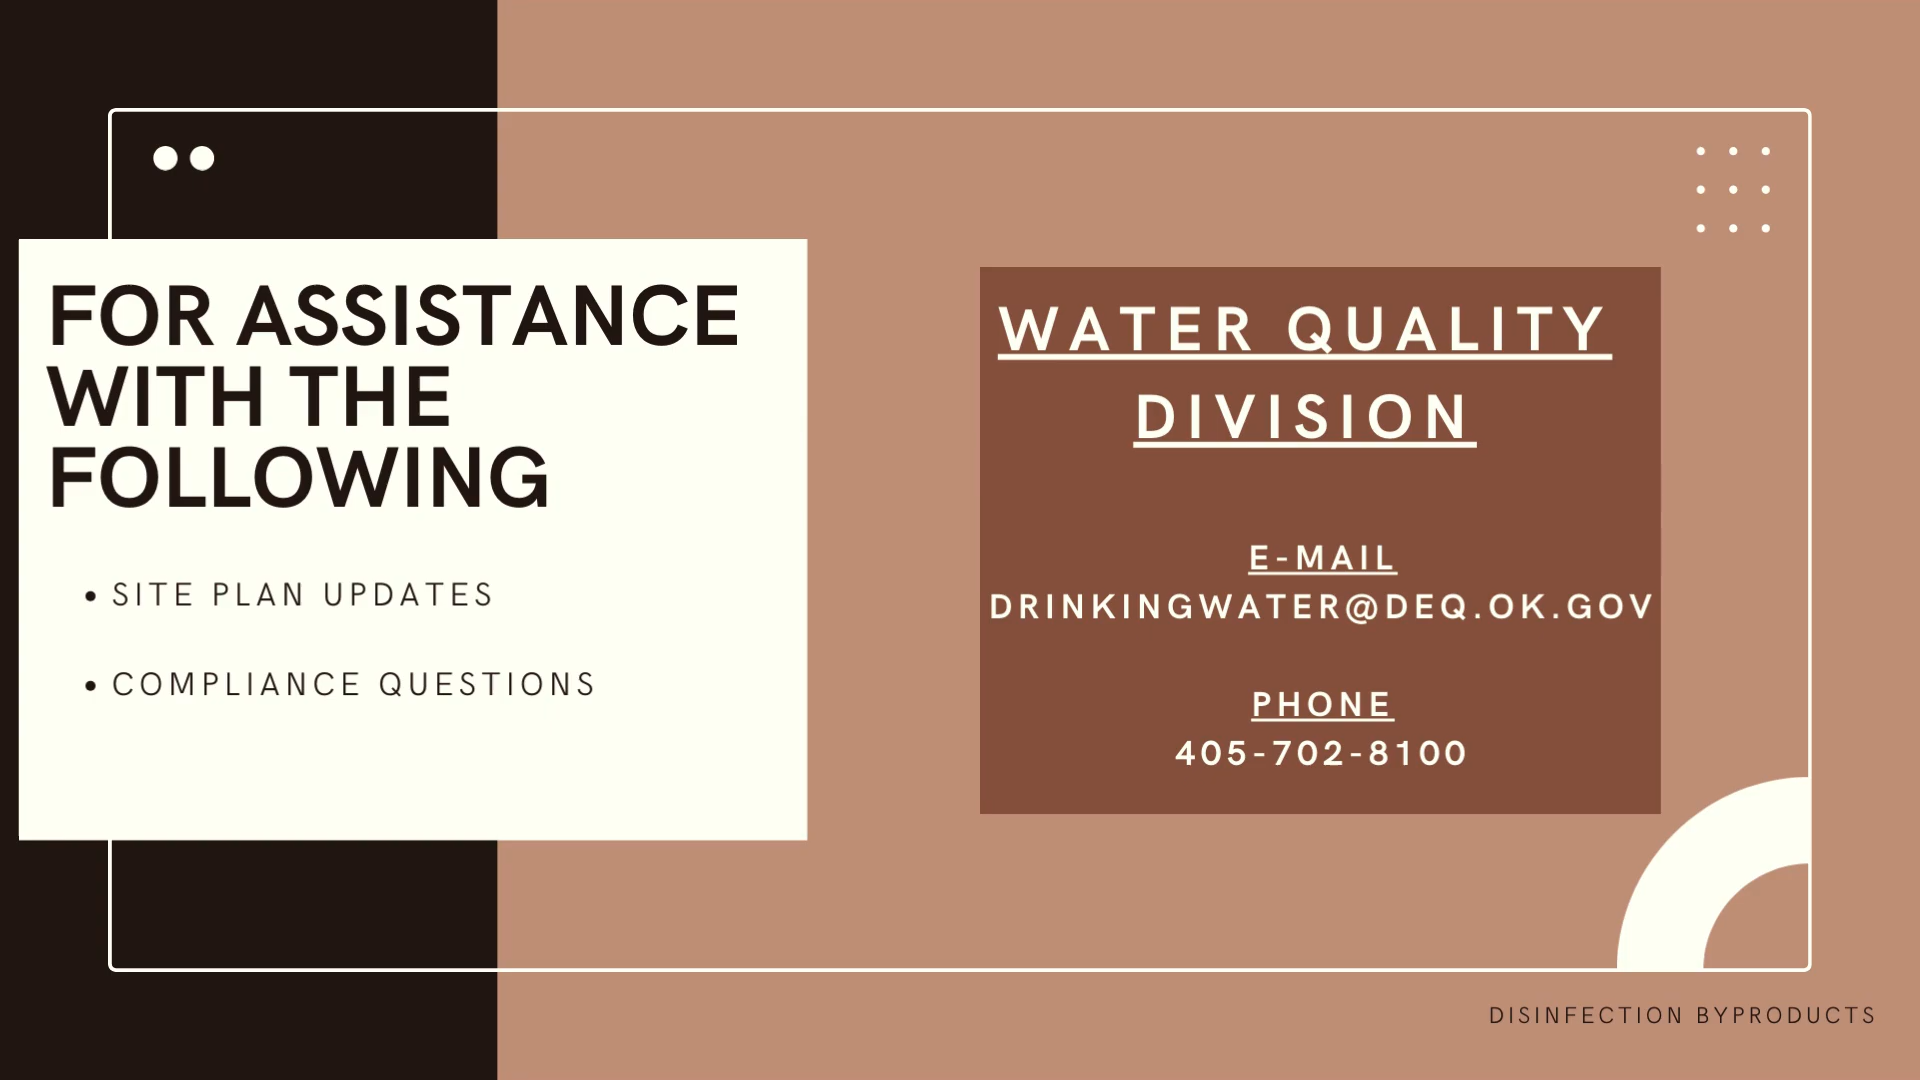 FOR ASSISTANCE
WITH THE
FOLLOWING
• SITE PLAN UPDATES
• COMPLIANCE QUESTIONS
WATER QUALITY
DIVISION
E-MAIL
DRINKINGWATER@DEQ.OK.GOV
PHONE
405-702-8100
DISINFECTION BYPRODUCTS